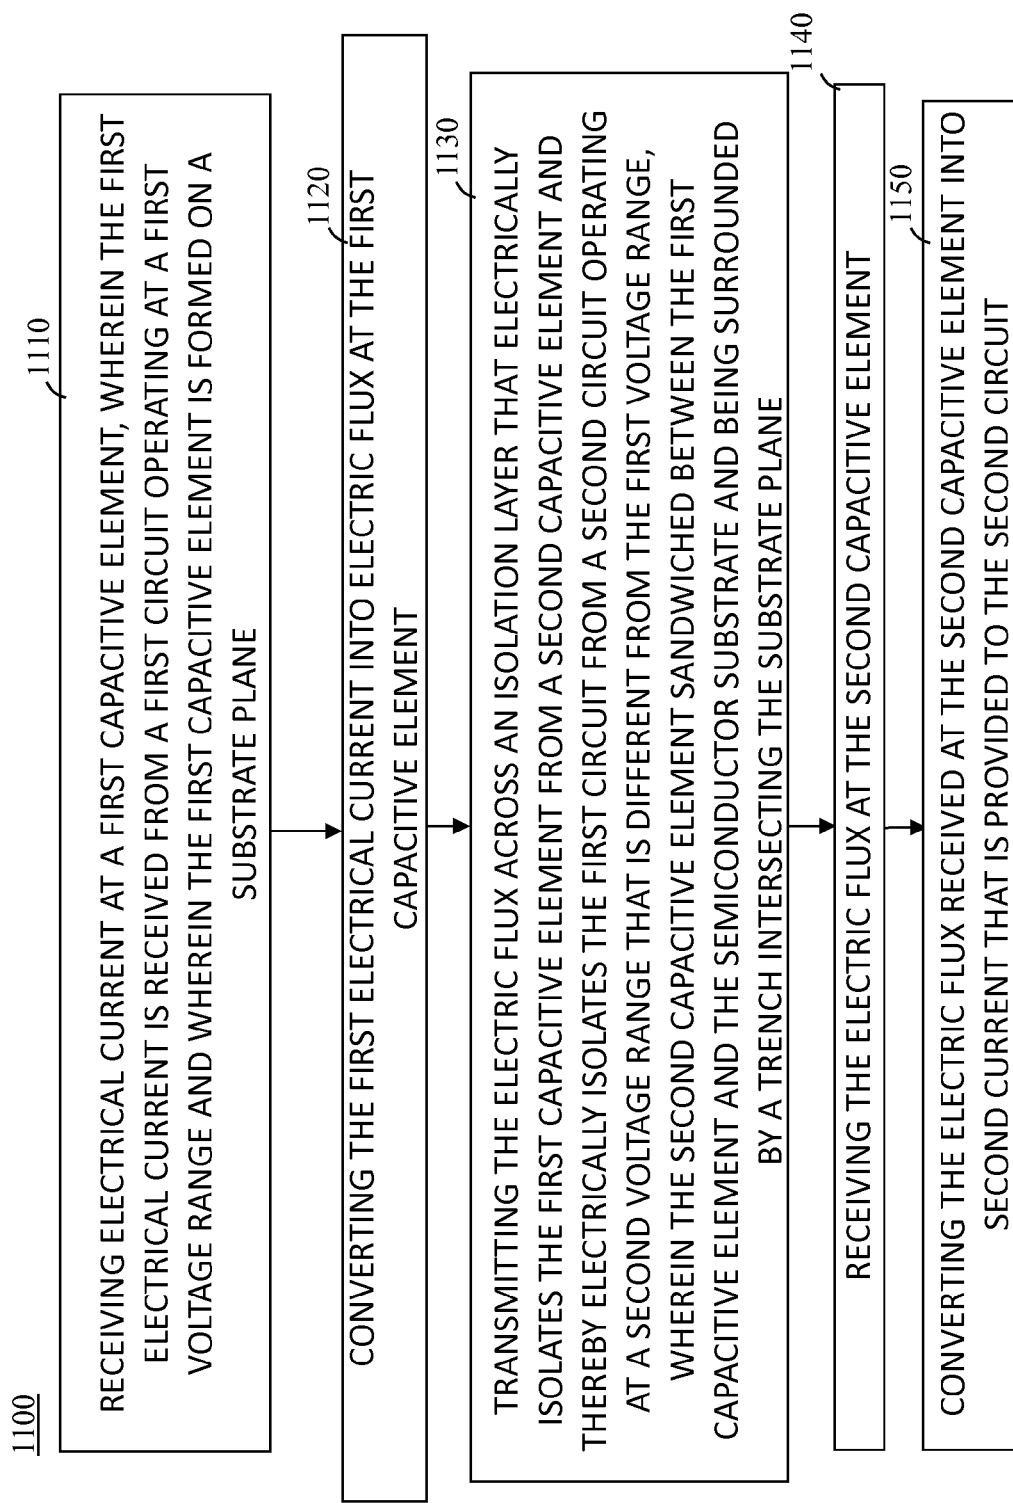 1100
1110
RECEIVING ELECTRICAL CURRENT AT A FIRST CAPACITIVE ELEMENT, WHEREIN THE FIRST
ELECTRICAL CURRENT IS RECEIVED FROM A FIRST CIRCUIT OPERATING AT A FIRST
VOLTAGE RANGE AND WHEREIN THE FIRST CAPACITIVE ELEMENT IS FORMED ON A
SUBSTRATE PLANE
1120
CONVERTING THE FIRST ELECTRICAL CURRENT INTO ELECTRIC FLUX AT THE FIRST
CAPACITIVE ELEMENT
1130
TRANSMITTING THE ELECTRIC FLUX ACROSS AN ISOLATION LAYER THAT ELECTRICALLY
ISOLATES THE FIRST CAPACITIVE ELEMENT FROM A SECOND CAPACITIVE ELEMENT AND
THEREBY ELECTRICALLY ISOLATES THE FIRST CIRCUIT FROM A SECOND CIRCUIT OPERATING
AT A SECOND VOLTAGE RANGE THAT IS DIFFERENT FROM THE FIRST VOLTAGE RANGE,
WHEREIN THE SECOND CAPACITIVE ELEMENT SANDWICHED BETWEEN THE FIRST
CAPACITIVE ELEMENT AND THE SEMICONDUCTOR SUBSTRATE AND BEING SURROUNDED
BY A TRENCH INTERSECTING THE SUBSTRATE PLANE
1140
RECEIVING THE ELECTRIC FLUX AT THE SECOND CAPACITIVE ELEMENT
1150
CONVERTING THE ELECTRIC FLUX RECEIVED AT THE SECOND CAPACITIVE ELEMENT INTO
SECOND CURRENT THAT IS PROVIDED TO THE SECOND CIRCUIT